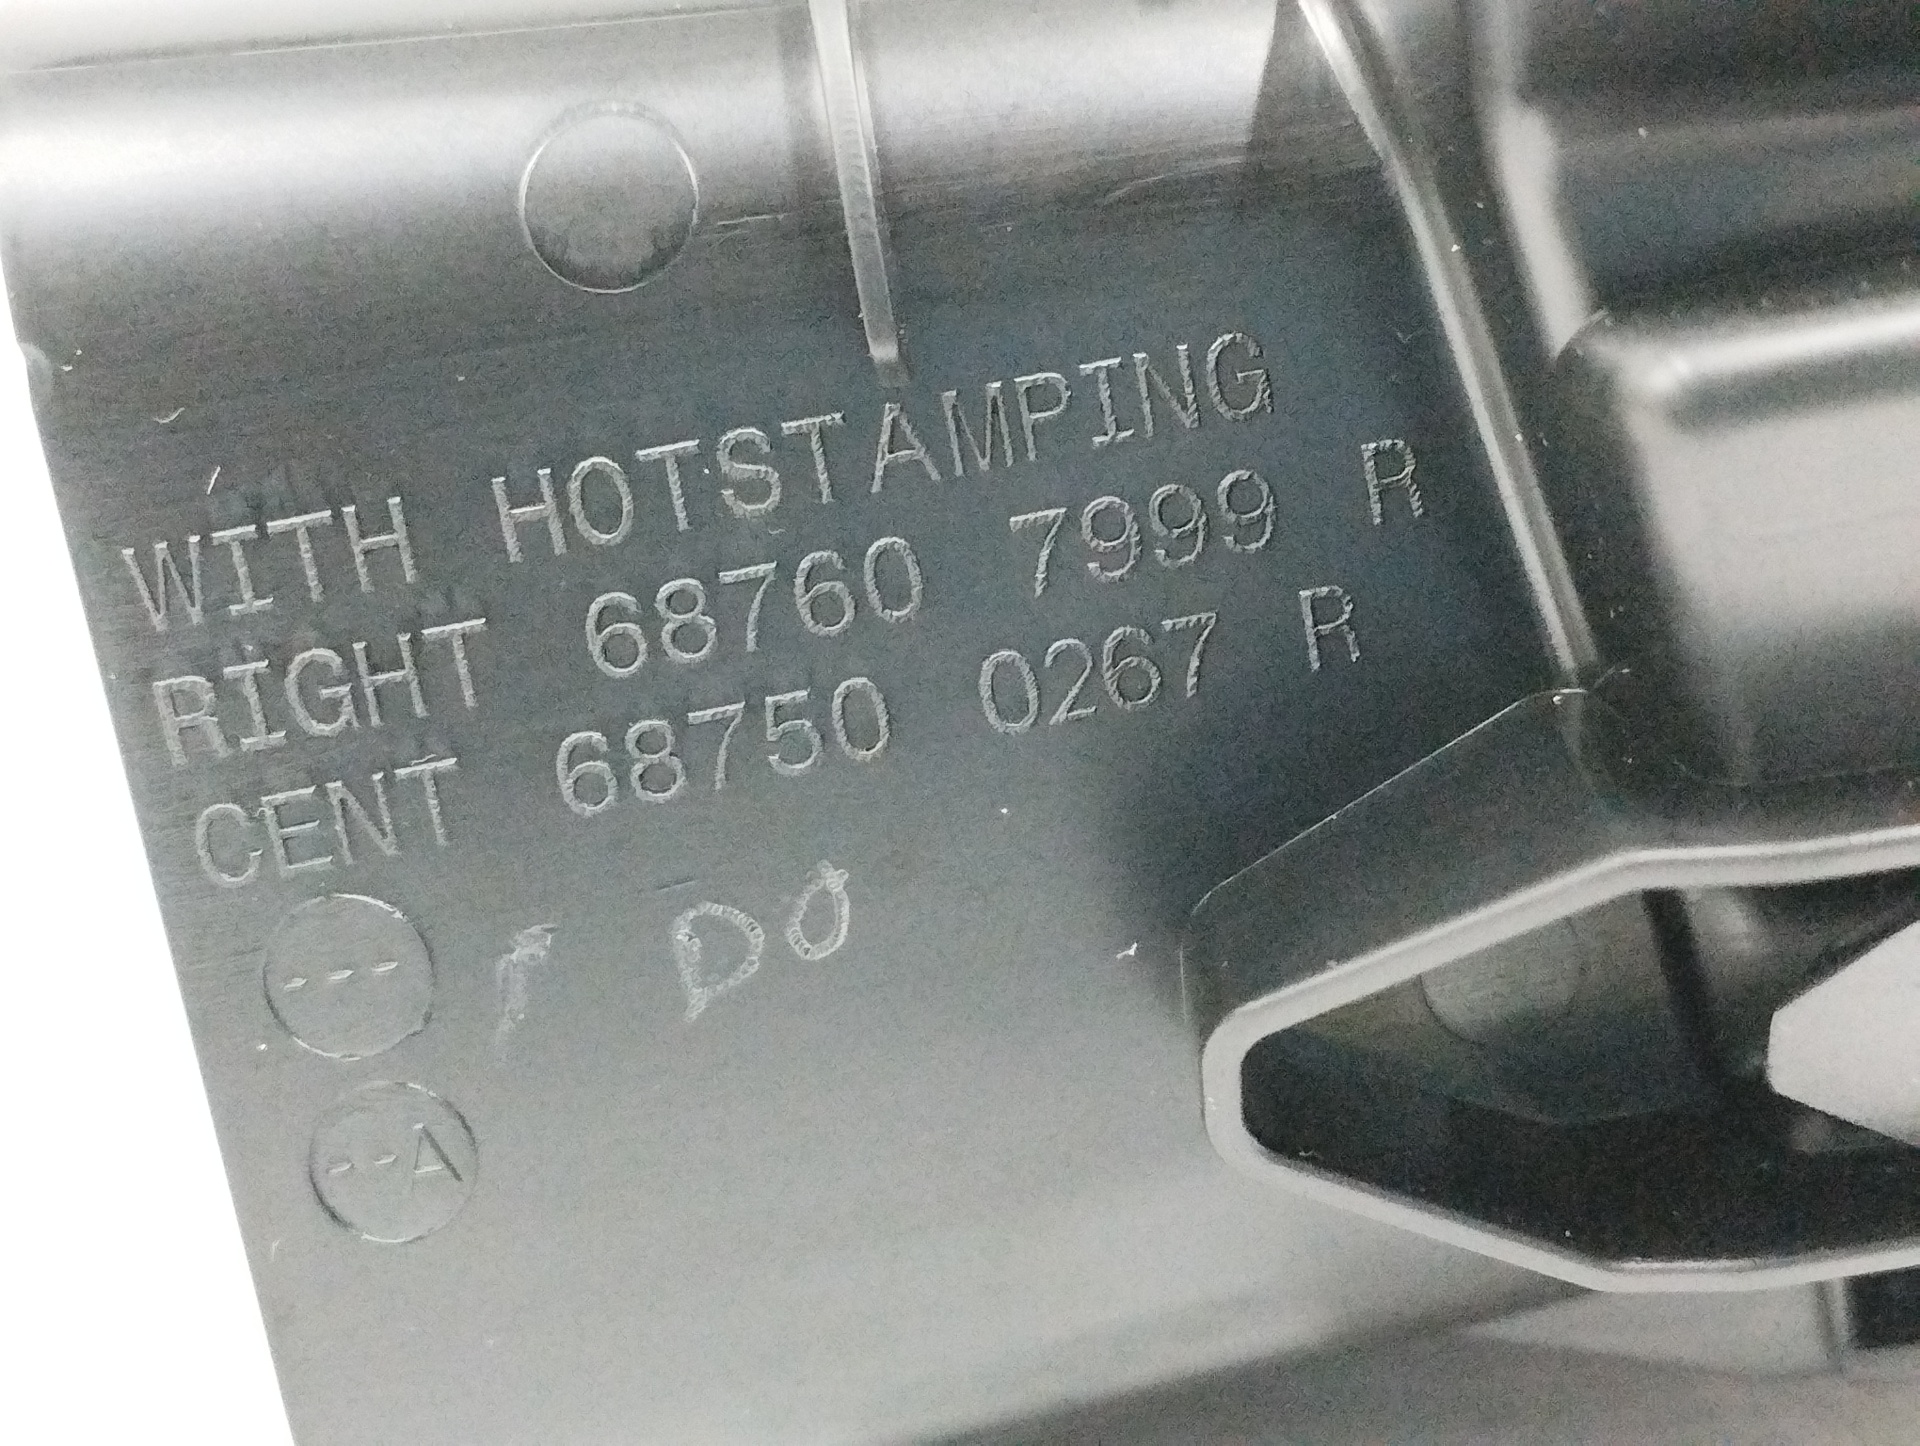 WITH HOTSTAMPING
RIGHT 68760 7999 R
CENT 68750 0267 R
---
DO
--A